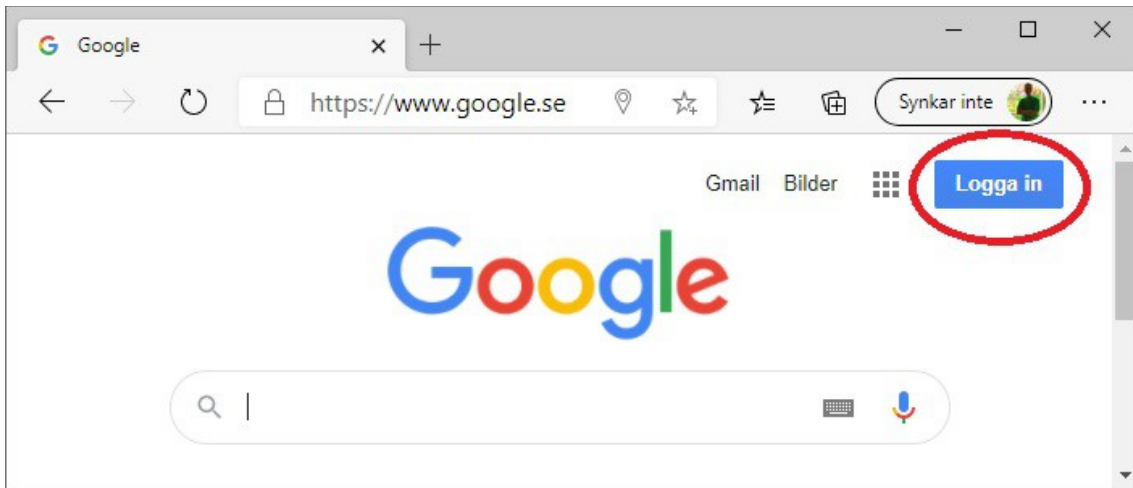 Google
https://www.google.se
Synkar inte
Gmail Bilder
Logga in
Google